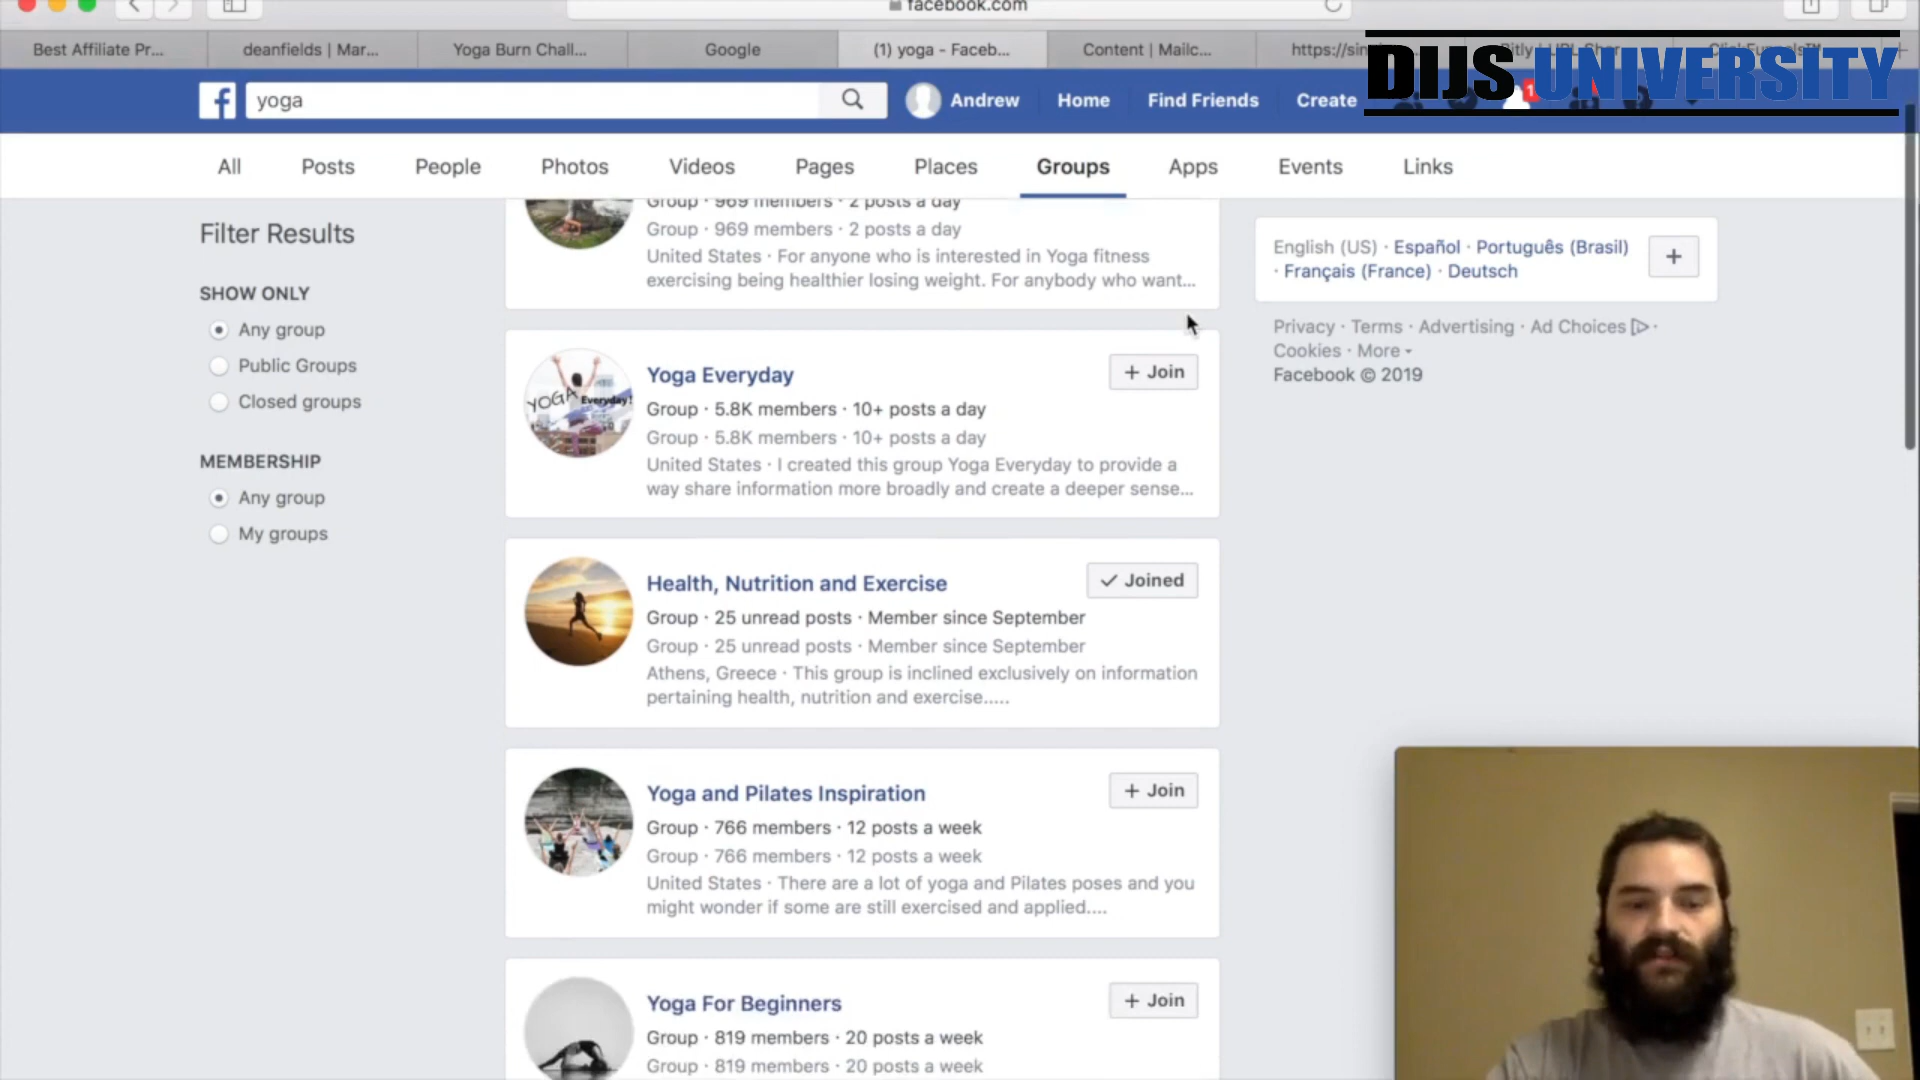 facebook.com
Best Affiliate Pr...
deanfields | Mar...
Yoga Burn Chall...
Google
(1) yoga - Faceb...
Content | Mailc...
DIJS UNIVERSITY
yoga
Andrew
Home
Find Friends
Create
All
Posts
People
Photos
Videos
Pages
Places
Groups
Apps
Events
Links
Filter Results
SHOW ONLY
Any group
Public Groups
Closed groups
MEMBERSHIP
Any group
My groups
Group · 969 members · 2 posts a day
Group · 969 members · 2 posts a day
United States · For anyone who is interested in Yoga fitness
exercising being healthier losing weight. For anybody who want...
Yoga Everyday
+ Join
Group · 5.8K members · 10+ posts a day
Group · 5.8K members · 10+ posts a day
United States · I created this group Yoga Everyday to provide a
way share information more broadly and create a deeper sense...
YOGA Everyday!
Health, Nutrition and Exercise
Joined
Group · 25 unread posts · Member since September
Group · 25 unread posts · Member since September
Athens, Greece · This group is inclined exclusively on information
pertaining health, nutrition and exercise.....
Yoga and Pilates Inspiration
+ Join
Group · 766 members · 12 posts a week
Group · 766 members · 12 posts a week
United States · There are a lot of yoga and Pilates poses and you
might wonder if some are still exercised and applied....
Yoga For Beginners
+ Join
Group · 819 members · 20 posts a week
Group · 819 members · 20 posts a week
English (US) · Español · Português (Brasil)
· Français (France) · Deutsch
+
Privacy · Terms · Advertising · Ad Choices ·
Cookies · More
Facebook © 2019